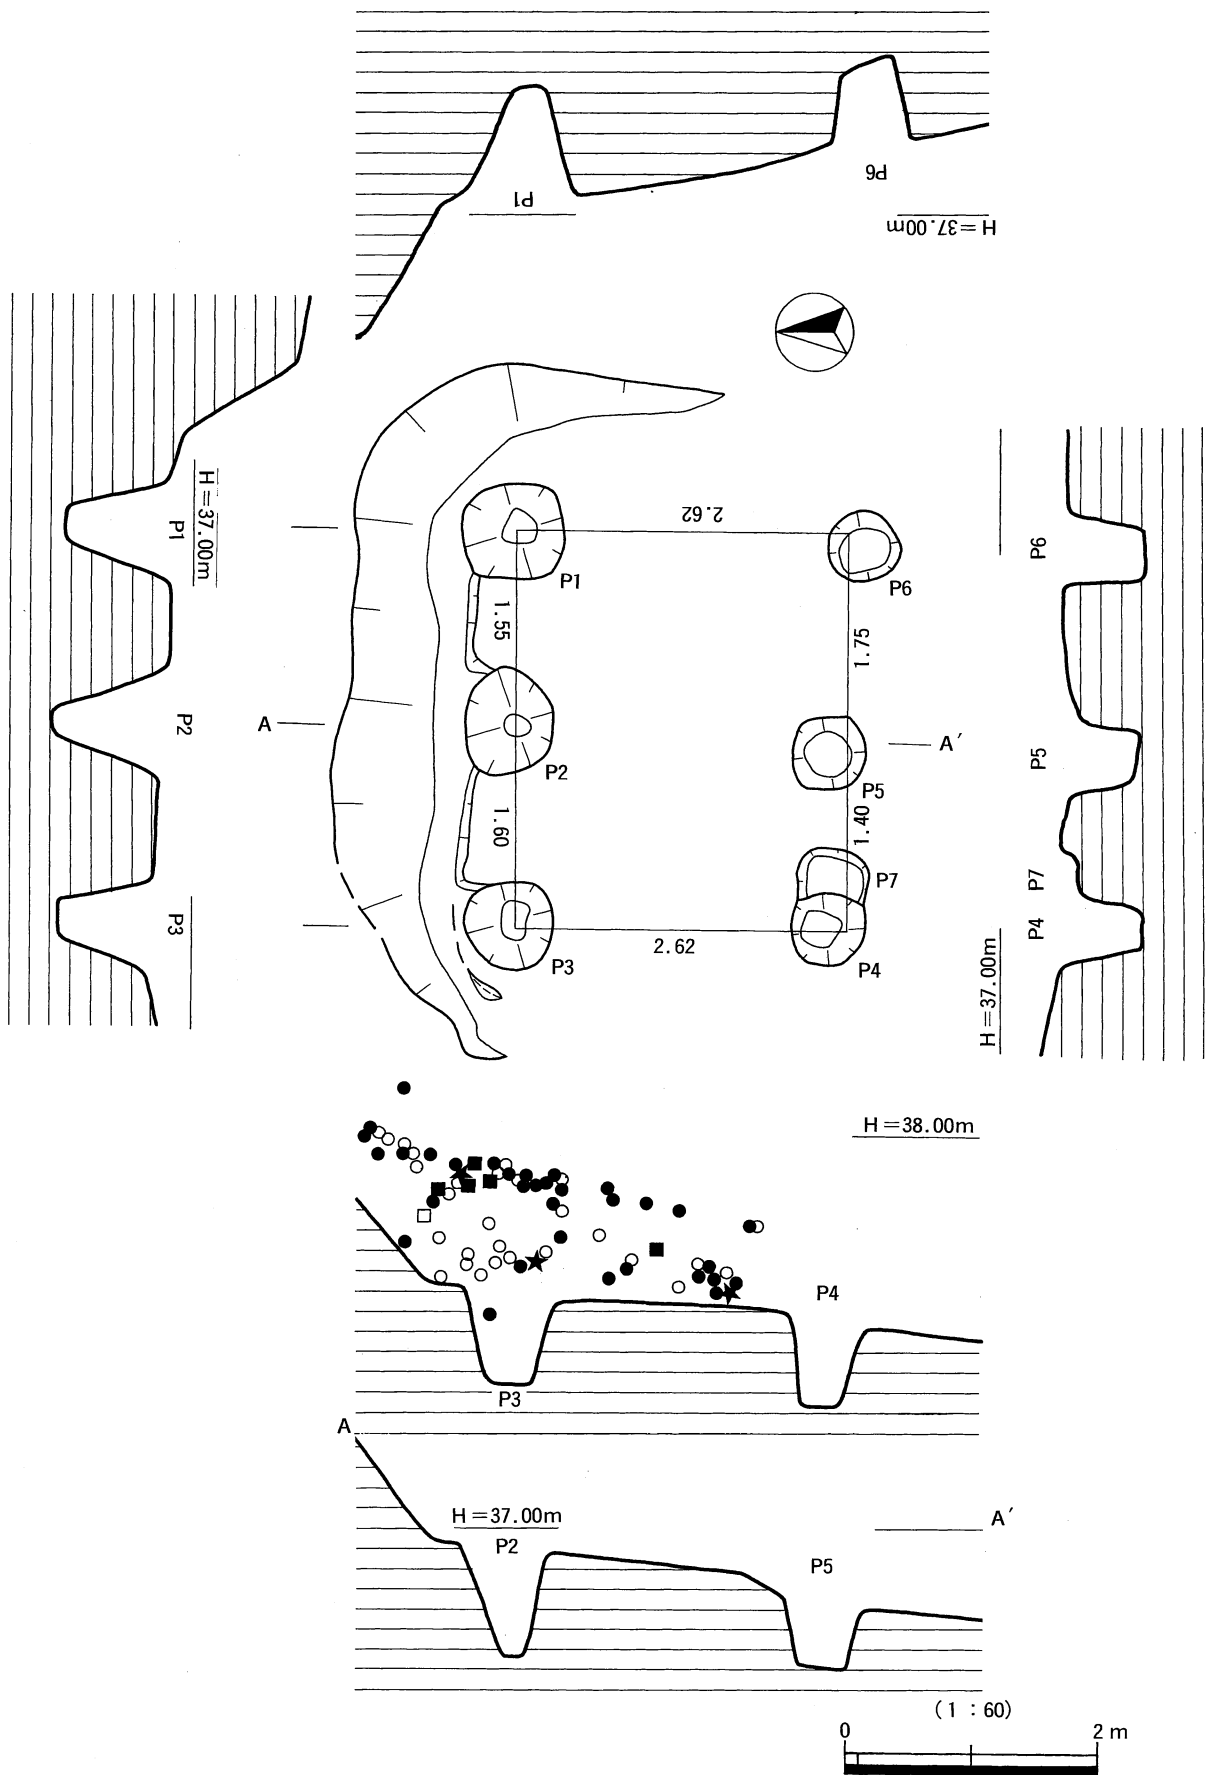 P1
P6
H=37.00m
H=37.00m
P1
P2
P3
2.62
P1
P6
1.55
1.75
A
A′
P2
P5
1.60
1.40
P7
P3
2.62
P4
P6
P5
P7
P4
H=37.00m
H=38.00m
P4
P3
A
H=37.00m
A′
P2
P5
(1 : 60)
0
2 m